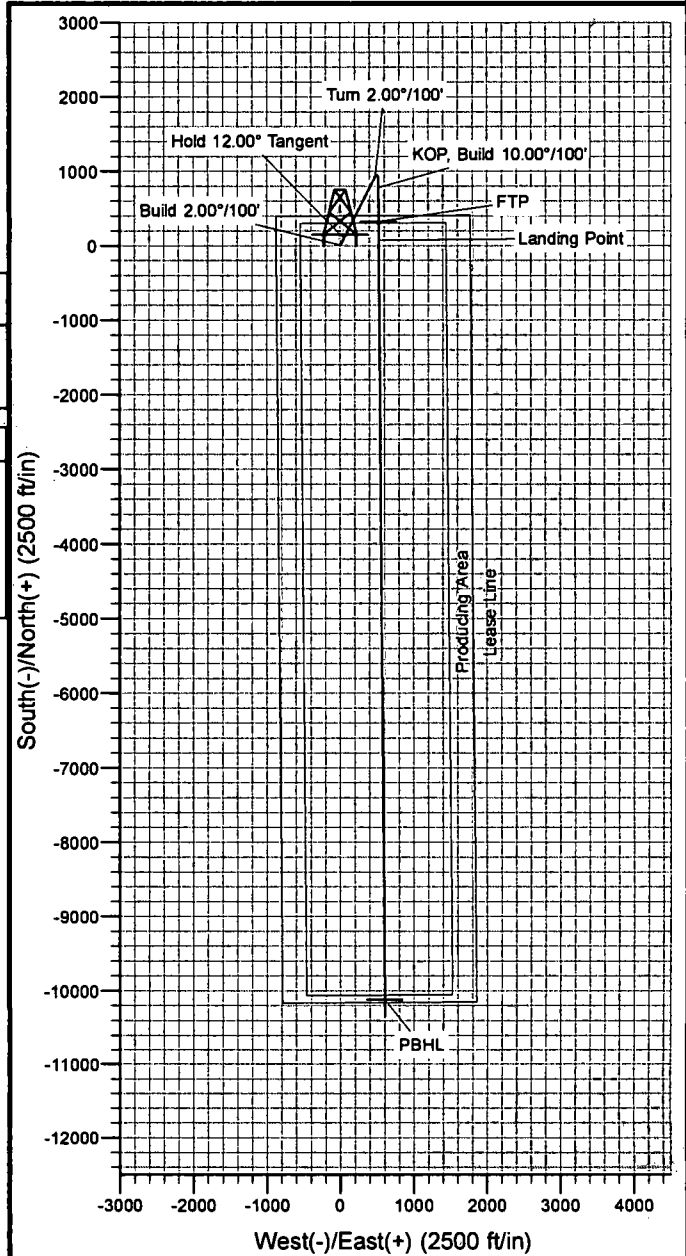 3000
2000
1000
0
-1000
-2000
-3000
-4000
-5000
-6000
-7000
-8000
-9000
-10000
-11000
-12000
South(-)/North(+) (2500 ft/in)
Turn 2.00°/100'
Hold 12.00° Tangent
KOP, Build 10.00°/100'
Build 2.00°/100'
FTP
Landing Point
Producing Area
Lease Line
PBHL
-3000 -2000 -1000 0 1000 2000 3000 4000
West(-)/East(+) (2500 ft/in)